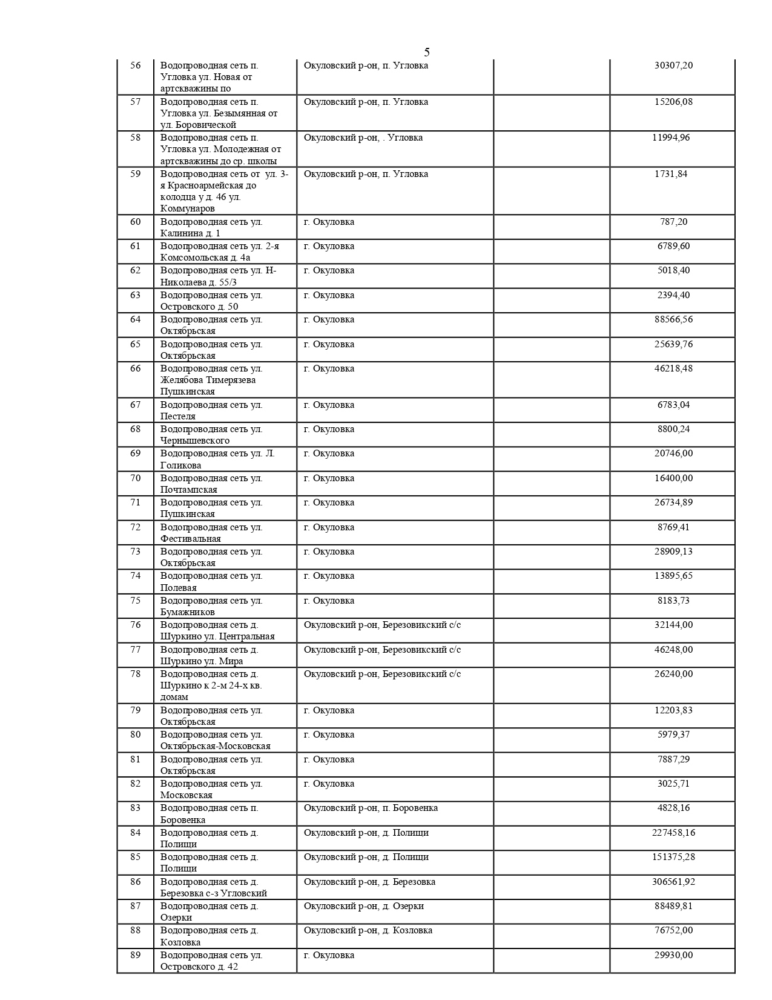 5
56 Водопроводная сеть п. Окуловский р-он, п. Угловка 30307,20
Угловка ул. Новая от
артскважины по
57 Водопроводная сеть п. Окуловский р-он, п. Угловка 15206,08
Угловка ул. Безымянная от
ул. Боровической
58 Водопроводная сеть п. Окуловский р-он, . Угловка 11994,96
Угловка ул. Молодежная от
артскважины до ср. школы
59 Водопроводная сеть от ул. 3- Окуловский р-он, п. Угловка 1731,84
я Красноармейская до
колодца у д. 46 ул.
Коммунаров
60 Водопроводная сеть ул. г. Окуловка 787,20
Калинина д. 1
61 Водопроводная сеть ул. 2-я г. Окуловка 6789,60
Комсомольская д. 4а
62 Водопроводная сеть ул. Н- г. Окуловка 5018,40
Николаева д. 55/3
63 Водопроводная сеть ул. г. Окуловка 2394,40
Островского д. 50
64 Водопроводная сеть ул. г. Окуловка 88566,56
Октябрьская
65 Водопроводная сеть ул. г. Окуловка 25639,76
Октябрьская
66 Водопроводная сеть ул. г. Окуловка 46218,48
Желябова Тимерязева
Пушкинская
67 Водопроводная сеть ул. г. Окуловка 6783,04
Пестеля
68 Водопроводная сеть ул. г. Окуловка 8800,24
Чернышевского
69 Водопроводная сеть ул. Л. г. Окуловка 20746,00
Голикова
70 Водопроводная сеть ул. г. Окуловка 16400,00
Почтампская
71 Водопроводная сеть ул. г. Окуловка 26734,89
Пушкинская
72 Водопроводная сеть ул. г. Окуловка 8769,41
Фестивальная
73 Водопроводная сеть ул. г. Окуловка 28909,13
Октябрьская
74 Водопроводная сеть ул. г. Окуловка 13895,65
Полевая
75 Водопроводная сеть ул. г. Окуловка 8183,73
Бумажников
76 Водопроводная сеть д. Окуловский р-он, Березовикский с/с 32144,00
Шуркино ул. Центральная
77 Водопроводная сеть д. Окуловский р-он, Березовикский с/с 46248,00
Шуркино ул. Мира
78 Водопроводная сеть д. Окуловский р-он, Березовикский с/с 26240,00
Шуркино к 2-м 24-х кв.
домам
79 Водопроводная сеть ул. г. Окуловка 12203,83
Октябрьская
80 Водопроводная сеть ул. г. Окуловка 5979,37
Октябрьская-Московская
81 Водопроводная сеть ул. г. Окуловка 7887,29
Октябрьская
82 Водопроводная сеть ул. г. Окуловка 3025,71
Московская
83 Водопроводная сеть п. Окуловский р-он, п. Боровенка 4828,16
Боровенка
84 Водопроводная сеть д. Окуловский р-он, д. Полищи 227458,16
Полищи
85 Водопроводная сеть д. Окуловский р-он, д. Полищи 151375,28
Полищи
86 Водопроводная сеть д. Окуловский р-он, д. Березовка 306561,92
Березовка с-з Угловский
87 Водопроводная сеть д. Окуловский р-он, д. Озерки 88489,81
Озерки
88 Водопроводная сеть д. Окуловский р-он, д. Козловка 76752,00
Козловка
89 Водопроводная сеть ул. г. Окуловка 29930,00
Островского д. 42